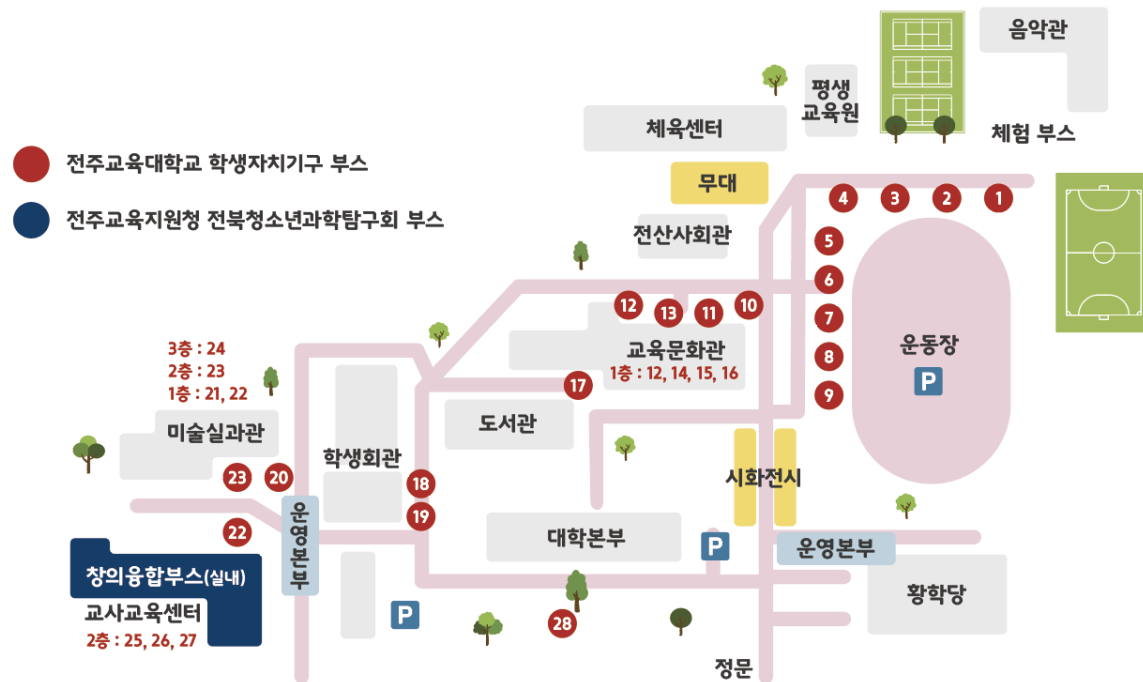 음악관
평생
교육원
체육센터
체험 부스
전주교육대학교 학생자치기구 부스
무대
4
3
2
1
전주교육지원청 전북청소년과학탐구회 부스
전산사회관
5
6
12
13
11
10
7
운동장
P
3층 : 24
2층 : 23
1층 : 21, 22
교육문화관
1층 : 12, 14, 15, 16
8
9
17
미술실과관
도서관
학생회관
23
20
18
시화전시
19
22
운영본부
대학본부
P
운영본부
창의융합부스(실내)
교사교육센터
2층 : 25, 26, 27
P
28
황학당
정문